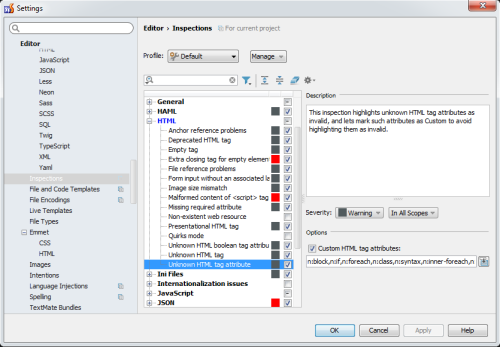 Settings
Editor
HTML
JavaScript
JSON
Less
Neon
Sass
SCSS
SQL
Twig
TypeScript
XML
Yaml
Inspections
File and Code Templates
File Encodings
Live Templates
File Types
Emmet
CSS
HTML
Images
Intentions
Language Injections
Spelling
TextMate Bundles
Editor › Inspections For current project
Profile: Default Manage
General
HAML
HTML
Anchor reference problems
Deprecated HTML tag
Empty tag
Extra closing tag for empty elemen
File reference problems
Form input without an associated la
Image size mismatch
Malformed content of <script> tag
Missing required attribute
Non-existent web resource
Presentational HTML tag
Quirks mode
Unknown HTML boolean tag attribu
Unknown HTML tag
Unknown HTML tag attribute
Ini Files
Internationalization issues
JavaScript
JSON
Description
This inspection highlights unknown HTML tag attributes as
invalid, and lets mark such attributes as Custom to avoid
highlighting them as invalid.
Severity: Warning In All Scopes
Options
Custom HTML tag attributes:
n:block,n:if,n:foreach,n:class,n:syntax,n:inner-foreach,n
OK Cancel Apply Help